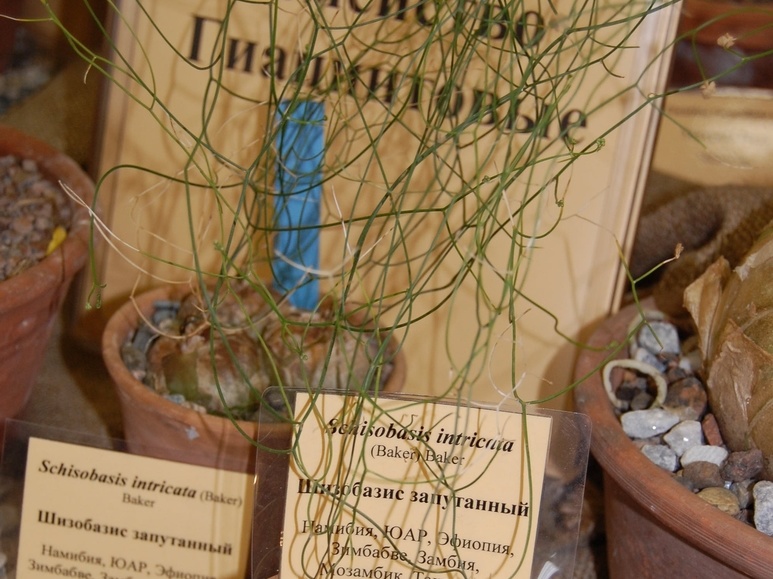 Гиацинтовые
Schisobasis intricata (Baker)
Baker
Шизобазис запутанный
Намибия, ЮАР, Эфиопия,
Зимбабве,
Schisobasis intricata
(Baker) Baker
Шизобазис запутанный
Намибия, ЮАР, Эфиопия,
Зимбабве, Замбия,
Мозамбик,